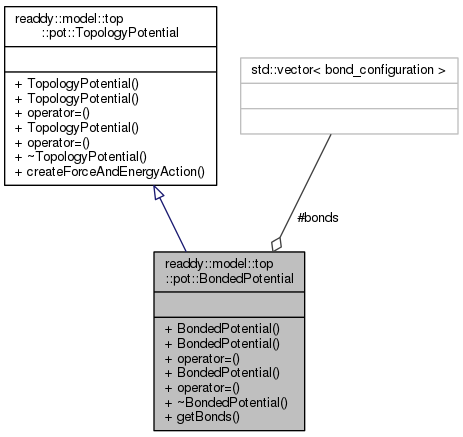 readdy::model::top
::pot::TopologyPotential
+ TopologyPotential()
+ TopologyPotential()
+ operator=()
+ TopologyPotential()
+ operator=()
+ ~TopologyPotential()
+ createForceAndEnergyAction()
std::vector< bond_configuration >
#bonds
readdy::model::top
::pot::BondedPotential
+ BondedPotential()
+ BondedPotential()
+ operator=()
+ BondedPotential()
+ operator=()
+ ~BondedPotential()
+ getBonds()